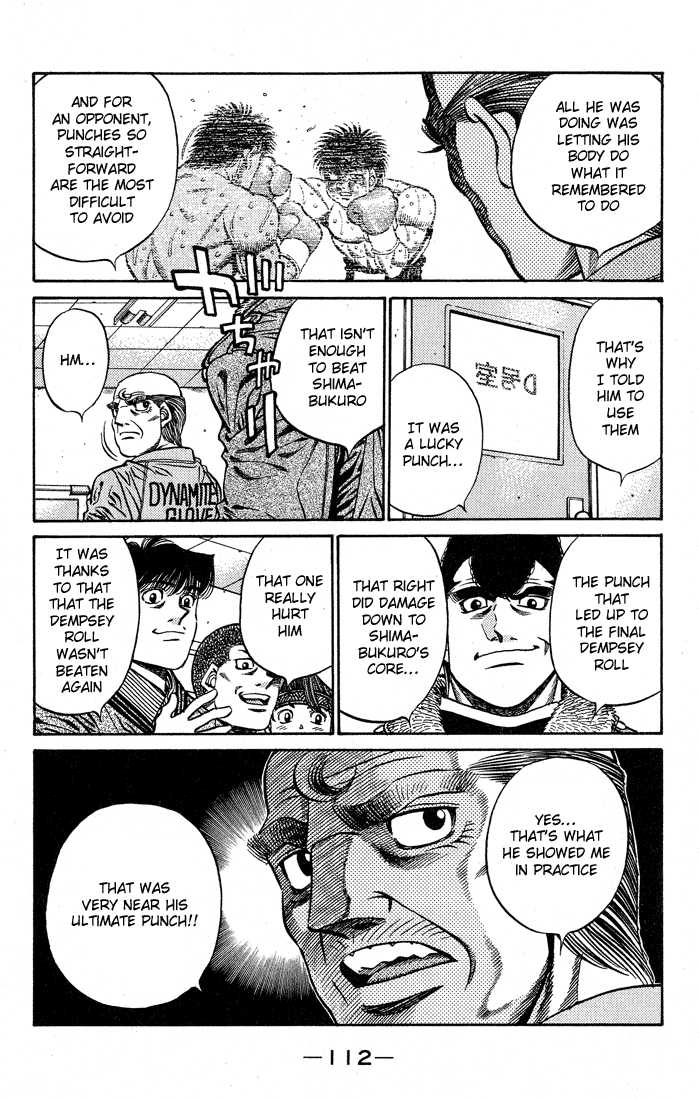 ALL HE WAS
DOING WAS
LETTING HIS
BODY DO
WHAT IT
REMEMBERED
TO DO
AND FOR
AN OPPONENT,
PUNCHES SO
STRAIGHT-
FORWARD
ARE THE MOST
DIFFICULT
TO AVOID
THAT'S
WHY
I TOLD
HIM TO
USE
THEM
D号室
IT WAS
A LUCKY
PUNCH...
THAT ISN'T
ENOUGH
TO BEAT
SHIMA-
BUKURO
HM...
DYNAMITE
GLOVE
THE PUNCH
THAT
LED UP TO
THE FINAL
DEMPSEY
ROLL
THAT RIGHT
DID DAMAGE
DOWN TO
SHIMA-
BUKURO'S
CORE...
THAT ONE
REALLY
HURT
HIM
IT WAS
THANKS
TO THAT
THAT THE
DEMPSEY
ROLL
WASN'T
BEATEN
AGAIN
YES...
THAT'S WHAT
HE SHOWED ME
IN PRACTICE
THAT WAS
VERY NEAR HIS
ULTIMATE PUNCH!!
—112—